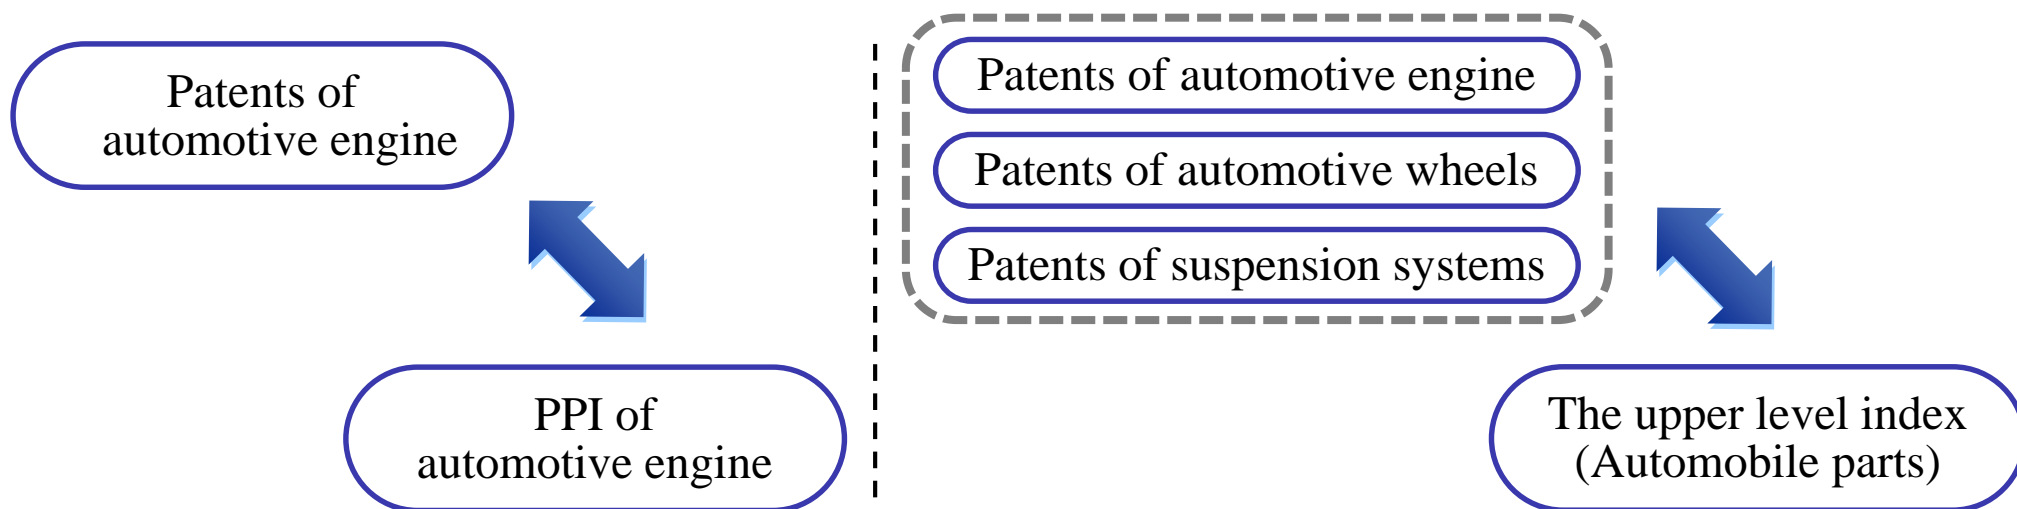 Patents of
automotive engine
PPI of
automotive engine
Patents of automotive engine
Patents of automotive wheels
Patents of suspension systems
The upper level index
(Automobile parts)